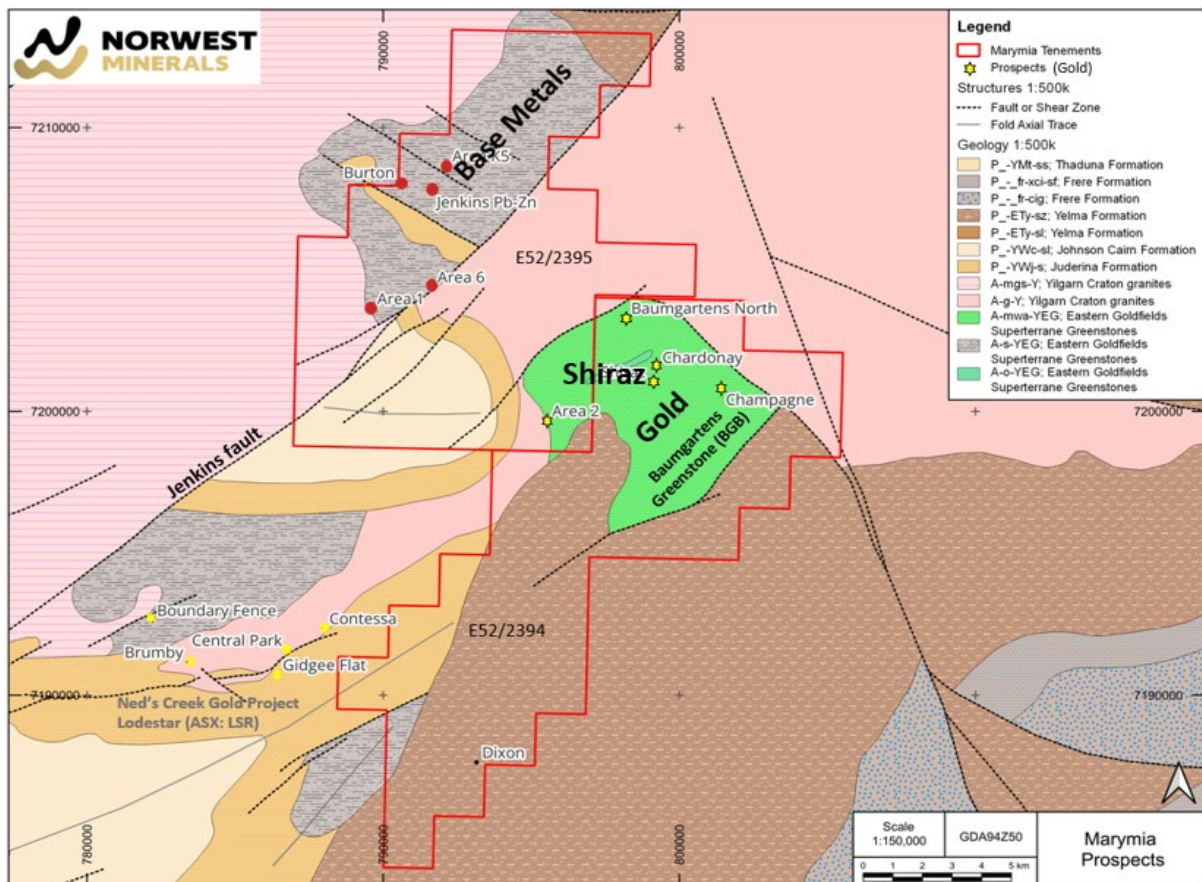 NORWEST
MINERALS
Legend
Marymia Tenements
Prospects (Gold)
Structures 1:500k
Fault or Shear Zone
Fold Axial Trace
Geology 1:500k
P_-YMt-ss; Thaduna Formation
P_-_fr-xci-sf; Frere Formation
P_-_fr-cig; Frere Formation
P_-ETy-sz; Yelma Formation
P_-ETy-sl; Yelma Formation
P_-YWc-sl; Johnson Cairn Formation
P_-YWj-s; Juderina Formation
A-mgs-Y; Yilgarn Craton granites
A-g-Y; Yilgarn Craton granites
A-mwa-YEG; Eastern Goldfields
Superterrane Greenstones
A-s-YEG; Eastern Goldfields
Superterrane Greenstones
A-o-YEG; Eastern Goldfields
Superterrane Greenstones
790000
800000
7210000
Base Metals
Burton
Jenkins Pb-Zn
E52/2395
Area 6
Area 1
Baumgartens North
Shiraz
Chardonay
Champagne
Gold
Area 2
Baumgartens
Greenstone (BGB)
7200000
7200000
Jenkins fault
Boundary Fence
Contessa
Central Park
Brumby
Gidgee Flat
E52/2394
Ned's Creek Gold Project
Lodestar (ASX: LSR)
7190000
7190000
Dixon
780000
790000
800000
Scale
1:150,000
GDA94Z50
0 1 2 3 4 5 km
Marymia
Prospects